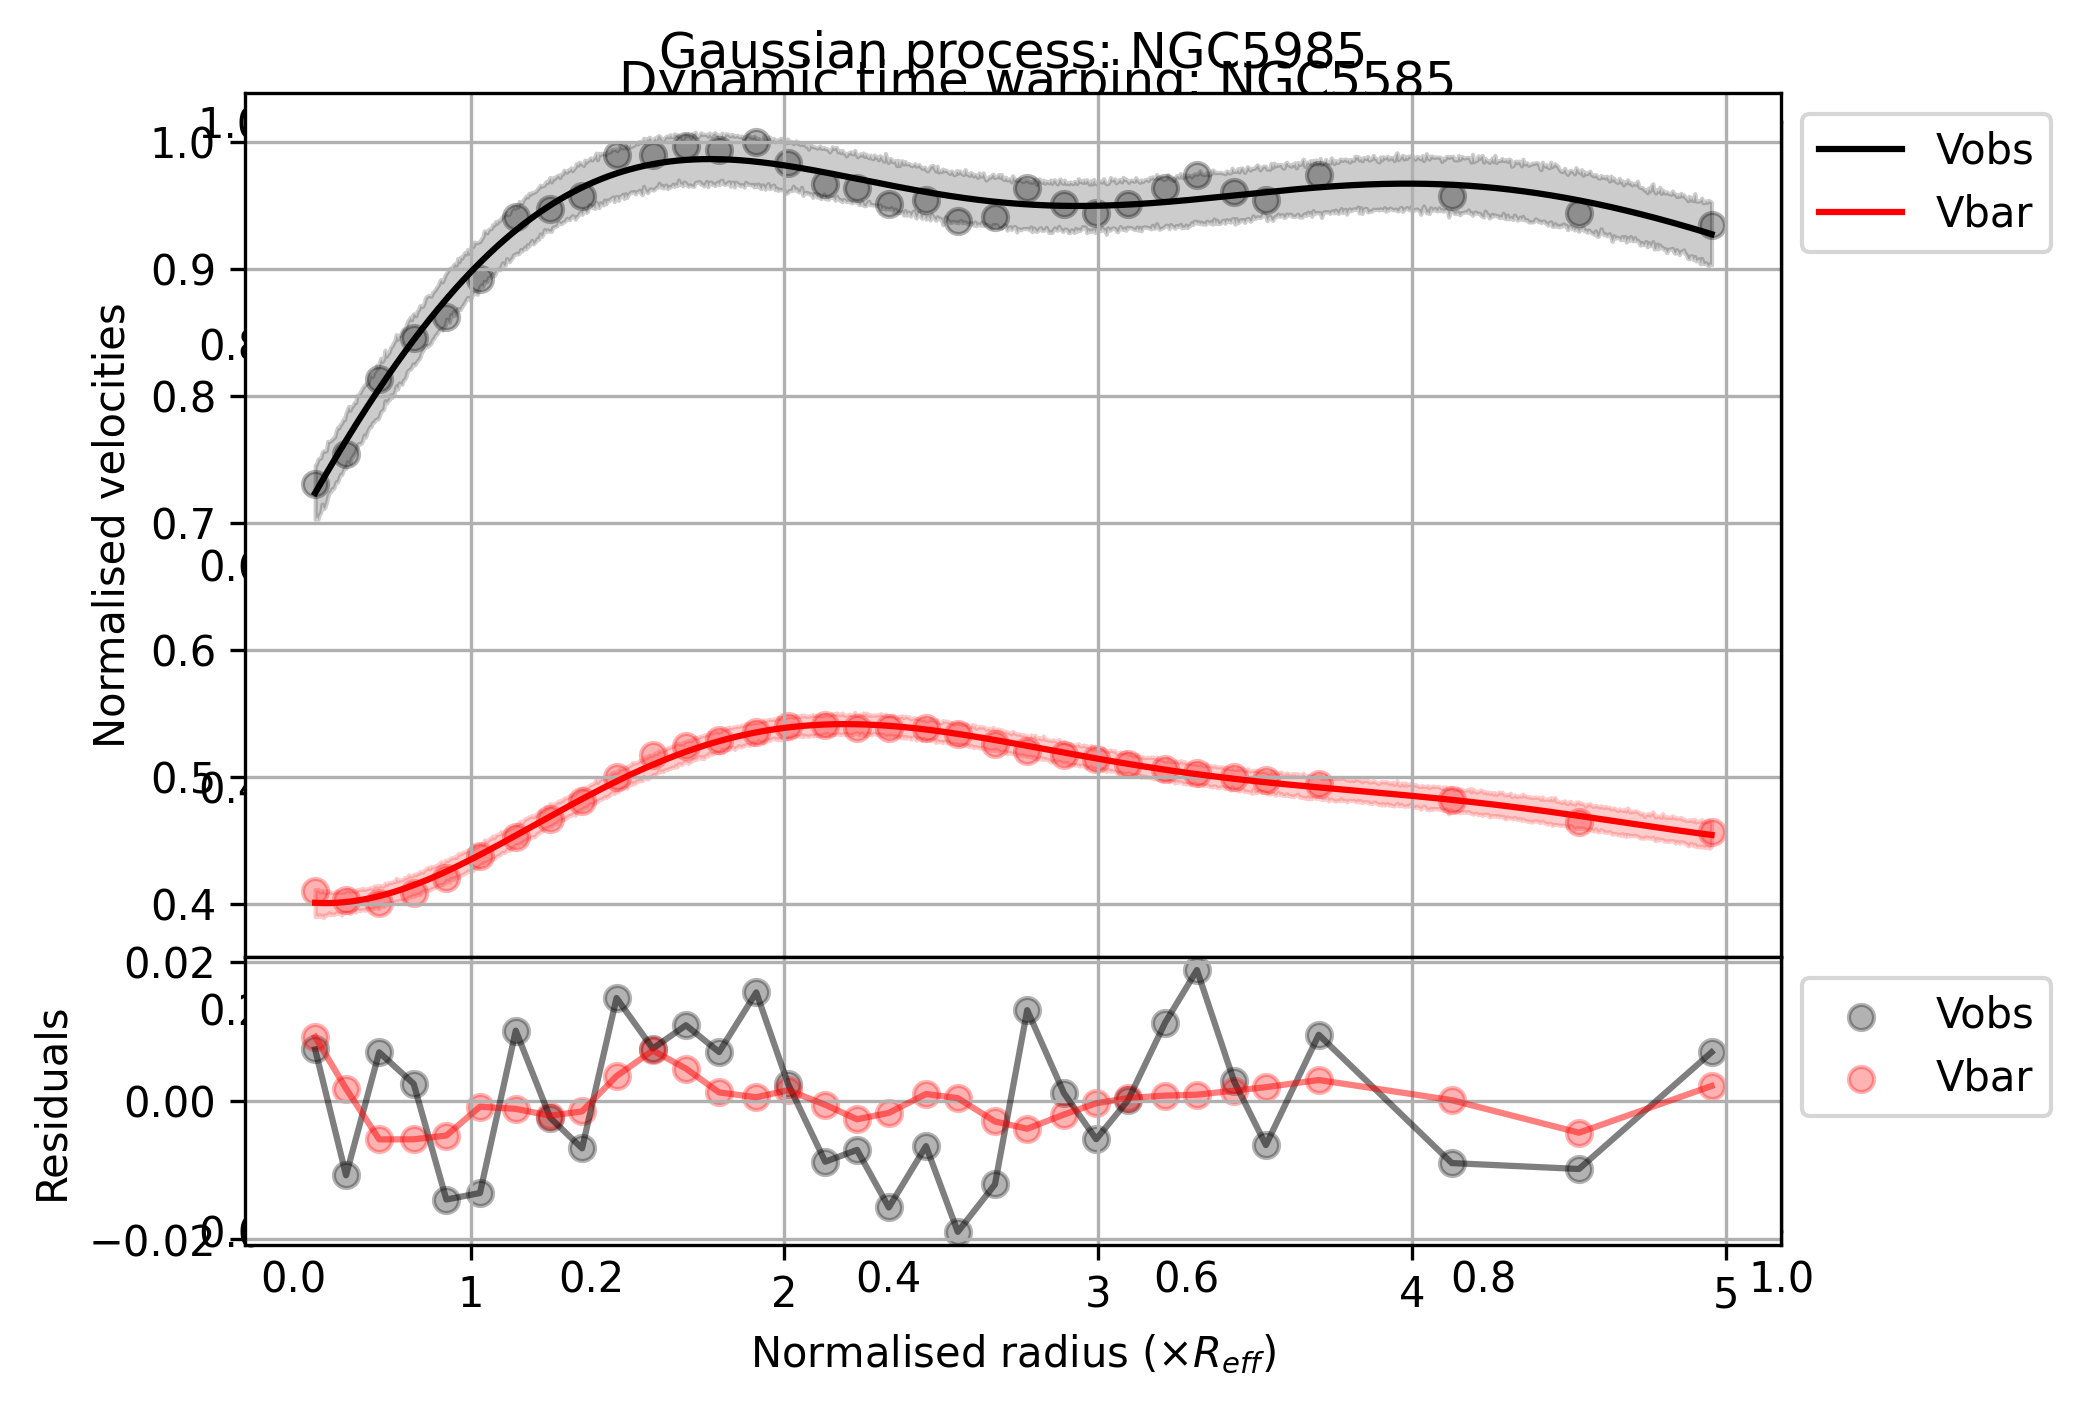 Gaussian process: NGC5985
Dynamic time warping: NGC5585
1.0
0.9
0.8
0.7
0.6
0.5
0.4
Normalised velocities
Vobs
Vbar
0.02
0.00
−0.02
Residuals
Vobs
Vbar
0.0 0.2 0.4 0.6 0.8 1.0
1 2 3 4 5
Normalised radius (×R_eff)